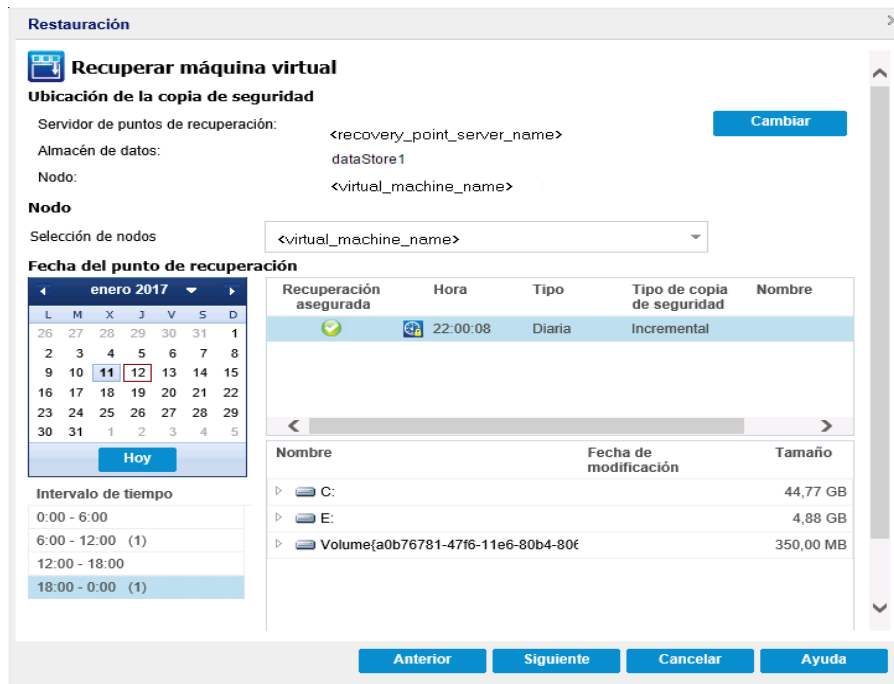 Restauración
Recuperar máquina virtual
Ubicación de la copia de seguridad
Servidor de puntos de recuperación: <recovery_point_server_name> Cambiar
Almacén de datos: dataStore1
Nodo: <virtual_machine_name>
Nodo
Selección de nodos <virtual_machine_name>
Fecha del punto de recuperación
enero 2017
L M X J V S D
26 27 28 29 30 31 1
2 3 4 5 6 7 8
9 10 11 12 13 14 15
16 17 18 19 20 21 22
23 24 25 26 27 28 29
30 31 1 2 3 4 5
Hoy
Intervalo de tiempo
0:00 - 6:00
6:00 - 12:00 (1)
12:00 - 18:00
18:00 - 0:00 (1)
Recuperación asegurada Hora Tipo Tipo de copia de seguridad Nombre
22:00:08 Diaria Incremental
Nombre Fecha de modificación Tamaño
C: 44,77 GB
E: 4,88 GB
Volume{a0b76781-47f6-11e6-80b4-806 350,00 MB
Anterior Siguiente Cancelar Ayuda